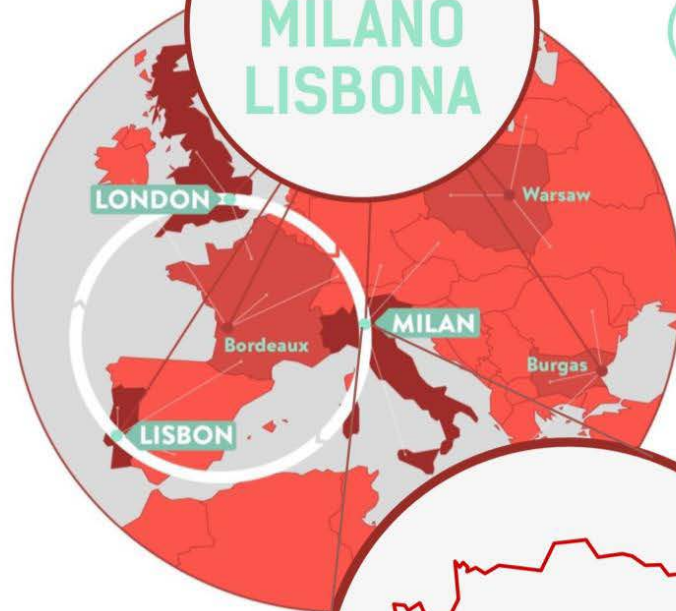 MILANO
LISBONA
LONDON
Warsaw
MILAN
Bordeaux
Burgas
LISBON